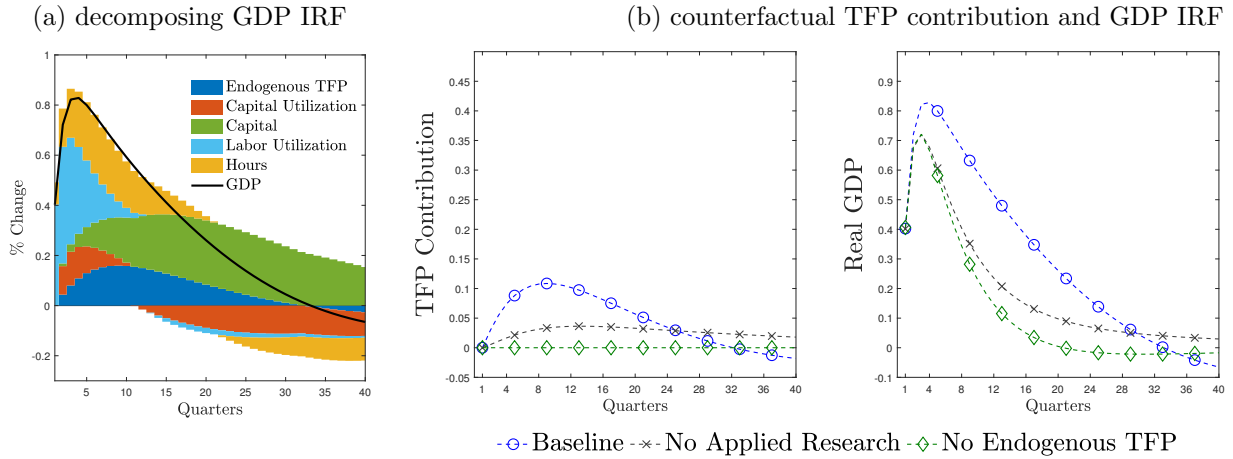 (a) decomposing GDP IRF
(b) counterfactual TFP contribution and GDP IRF
% Change
1
0.8
0.6
0.4
0.2
0
-0.2
Endogenous TFP
Capital Utilization
Capital
Labor Utilization
Hours
GDP
5 10 15 20 25 30 35 40
Quarters
TFP Contribution
0.45
0.4
0.35
0.3
0.25
0.2
0.15
0.1
0.05
0
-0.05
1 4 8 12 16 20 24 28 32 36 40
Quarters
Real GDP
0.9
0.8
0.7
0.6
0.5
0.4
0.3
0.2
0.1
0
-0.1
1 4 8 12 16 20 24 28 32 36 40
Quarters
Baseline No Applied Research No Endogenous TFP